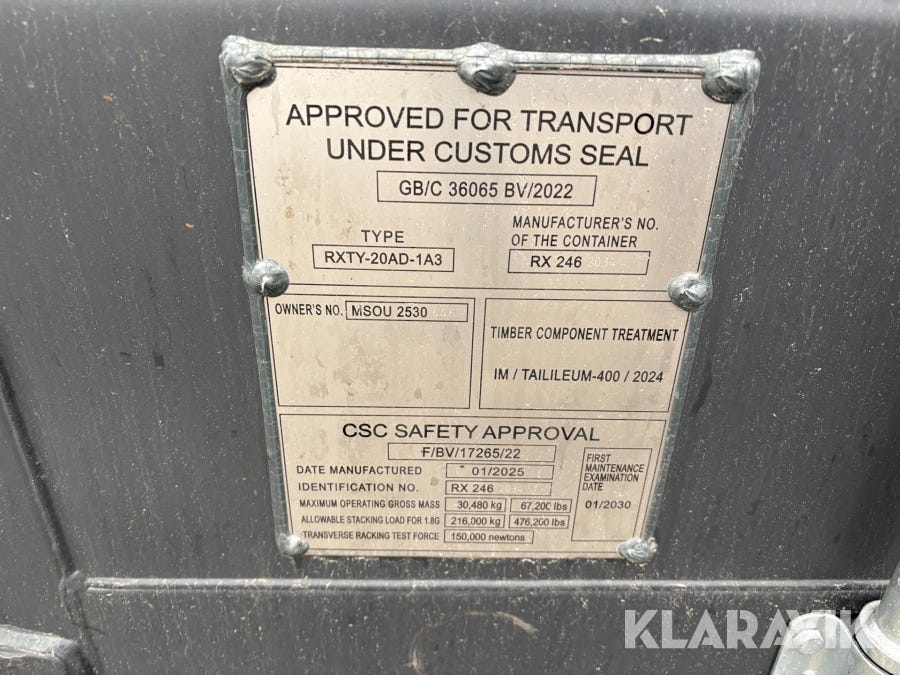 APPROVED FOR TRANSPORT
UNDER CUSTOMS SEAL
GB/C 36065 BV/2022
TYPE
RXTY-20AD-1A3
MANUFACTURER'S NO.
OF THE CONTAINER
RX 246
OWNER'S NO. MSOU 2530
TIMBER COMPONENT TREATMENT
IM / TAILILEUM-400 / 2024
CSC SAFETY APPROVAL
F/BV/17265/22
DATE MANUFACTURED 01/2025
IDENTIFICATION NO. RX 246
MAXIMUM OPERATING GROSS MASS 30,480 kg 67,200 lbs
ALLOWABLE STACKING LOAD FOR 1.8G 216,000 kg 476,200 lbs
TRANSVERSE RACKING TEST FORCE 150,000 newtons
FIRST
MAINTENANCE
EXAMINATION
DATE
01/2030
KLARAVIK